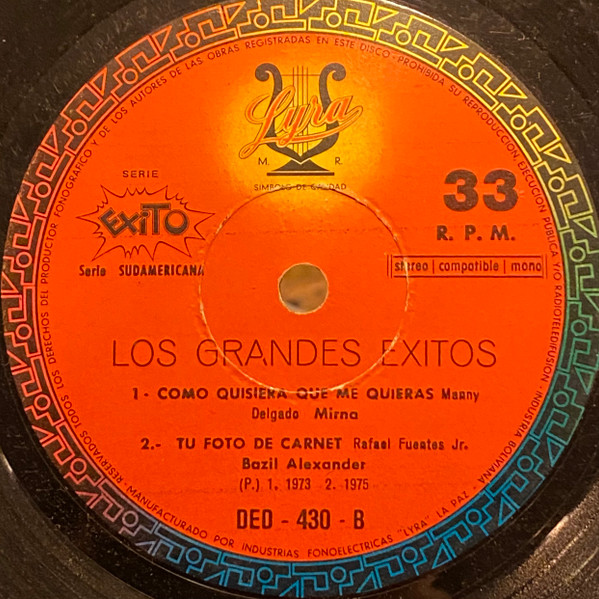 RESERVADOS TODOS LOS DERECHOS DEL PRODUCTOR FONOGRAFICO Y DE LOS AUTORES DE LAS OBRAS REGISTRADAS EN ESTE DISCO - PROHIBIDA SU REPRODUCCION, EJECUCION PUBLICA Y/O RADIOTELEDIFUSION - INDUSTRIA BOLIVIANA -
Lyra
M. R.
SIMBOLO DE CALIDAD
SERIE
EXITO
Serie SUDAMERICANA
33
R. P. M.
stereo | compatible | mono
LOS GRANDES EXITOS
1 - COMO QUISIERA QUE ME QUIERAS Manny
Delgado Mirna
2.- TU FOTO DE CARNET Rafael Fuentes Jr.
Bazil Alexander
(P.) 1. 1973 2. 1975
DED - 430 - B
MANUFACTURADO POR INDUSTRIAS FONOELECTRICAS "LYRA" LA PAZ -